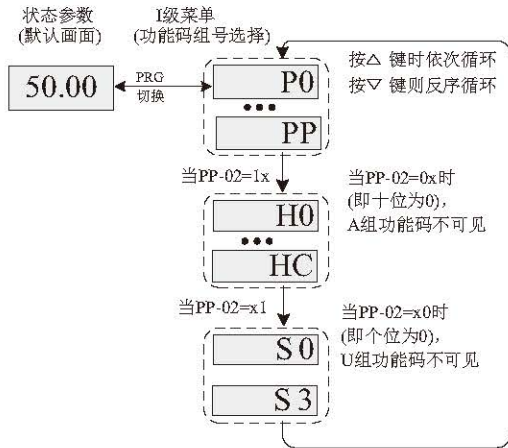 状态参数
(默认画面)
I级菜单
(功能码组号选择)
50.00
PRG
切换
P0
PP
按△ 键时依次循环
按▽ 键则反序循环
当PP-02=1x
当PP-02=0x时
(即十位为0),
A组功能码不可见
H0
HC
当PP-02=x1
当PP-02=x0时
(即个位为0),
U组功能码不可见
S 0
S 3